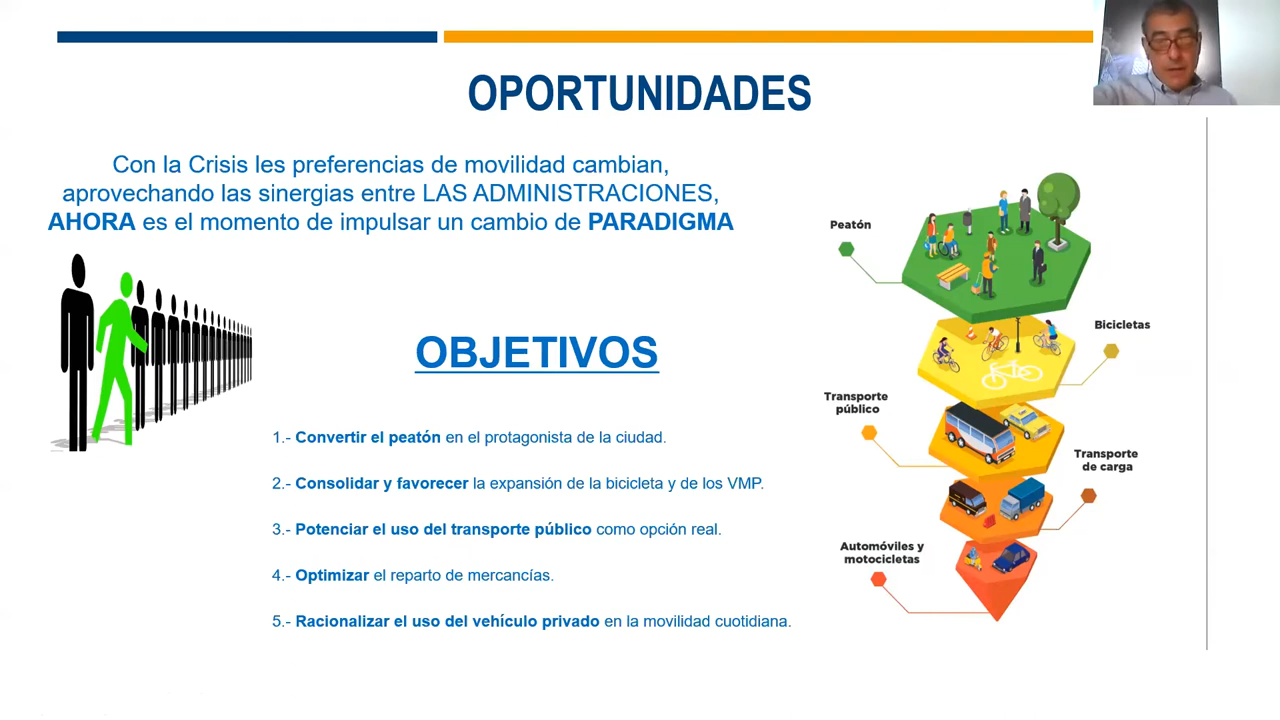 OPORTUNIDADES
Con la Crisis les preferencias de movilidad cambian,
aprovechando las sinergias entre LAS ADMINISTRACIONES,
AHORA es el momento de impulsar un cambio de PARADIGMA
OBJETIVOS
1.- Convertir el peatón en el protagonista de la ciudad.
2.- Consolidar y favorecer la expansión de la bicicleta y de los VMP.
3.- Potenciar el uso del transporte público como opción real.
4.- Optimizar el reparto de mercancías.
5.- Racionalizar el uso del vehículo privado en la movilidad cuotidiana.
Peatón
Bicicletas
Transporte
público
Transporte
de carga
Automóviles y
motocicletas